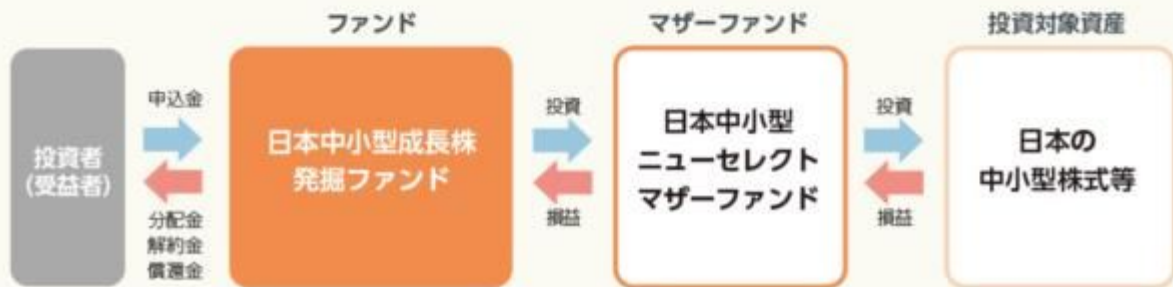 ファンド
マザーファンド
投資対象資産
投資者
(受益者)
申込金
分配金
解約金
償還金
日本中小型成長株
発掘ファンド
投資
損益
日本中小型
ニューセレクト
マザーファンド
投資
損益
日本の
中小型株式等